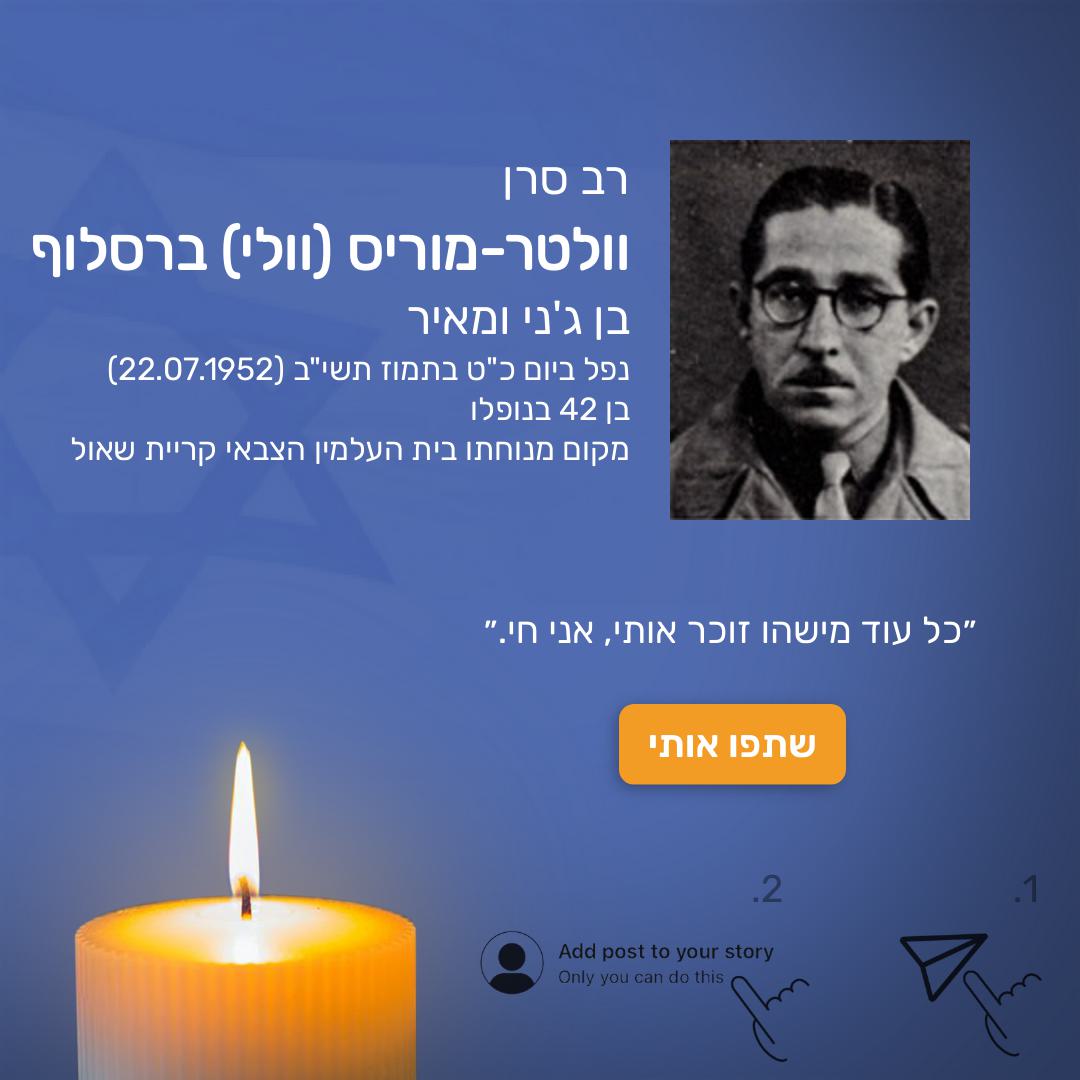 רב סרן
וולטר-מוריס (וולי) ברסלוף
בן ג'ני ומאיר
נפל ביום כ"ט בתמוז תשי"ב (22.07.1952)
בן 42 בנופלו
מקום מנוחתו בית העלמין הצבאי קריית שאול
״כל עוד מישהו זוכר אותי, אני חי.״
שתפו אותי
1.
2.
Add post to your story
Only you can do this